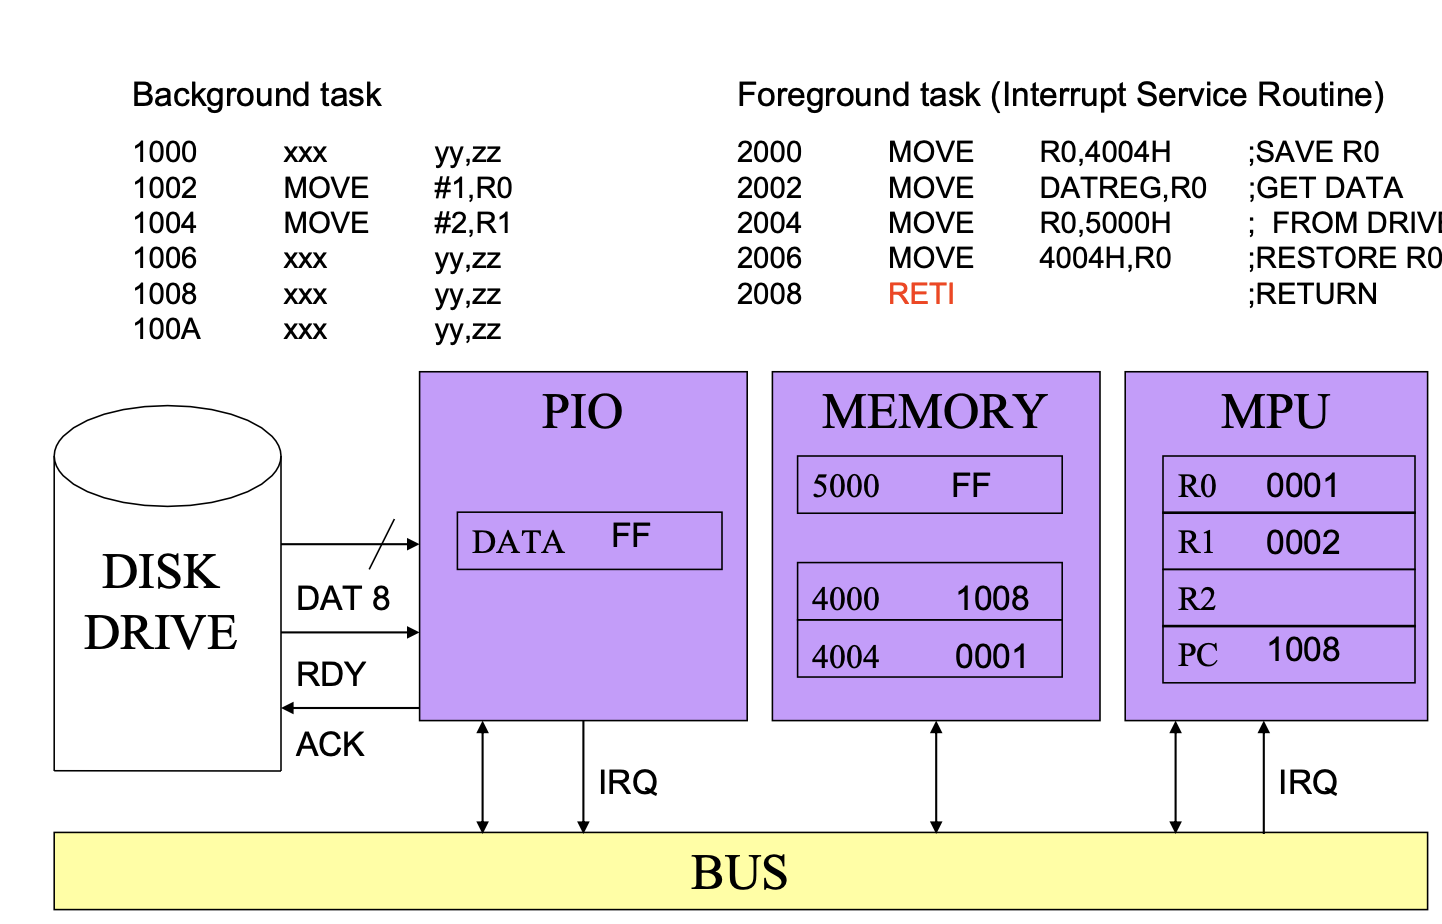 Background task
1000 xxx yy,zz
1002 MOVE #1,R0
1004 MOVE #2,R1
1006 xxx yy,zz
1008 xxx yy,zz
100A xxx yy,zz
Foreground task (Interrupt Service Routine)
2000 MOVE R0,4004H ;SAVE R0
2002 MOVE DATREG,R0 ;GET DATA
2004 MOVE R0,5000H ; FROM DRIV
2006 MOVE 4004H,R0 ;RESTORE R0
2008 RETI ;RETURN
DISK
DRIVE
DAT 8
RDY
ACK
PIO
DATA FF
IRQ
MEMORY
5000 FF
4000 1008
4004 0001
MPU
R0 0001
R1 0002
R2
PC 1008
IRQ
BUS